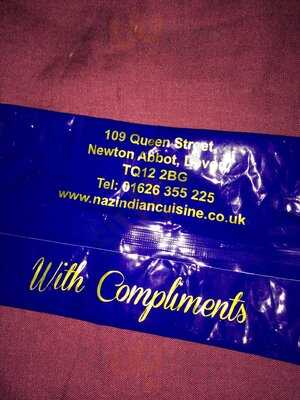 109 Queen Street,
Newton Abbot, Devon
TQ12 2BG
Tel: 01626 355 225
www.nazindiancuisine.co.uk
With Compliments